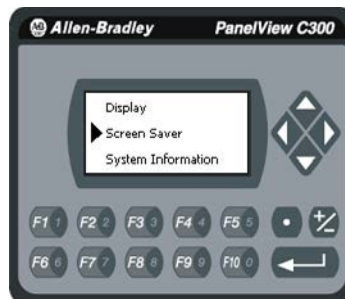 Allen-Bradley PanelView C300
Display
Screen Saver
System Information
F1 1 F2 2 F3 3 F4 4 F5 5 • +/-
F6 6 F7 7 F8 8 F9 9 F10 0